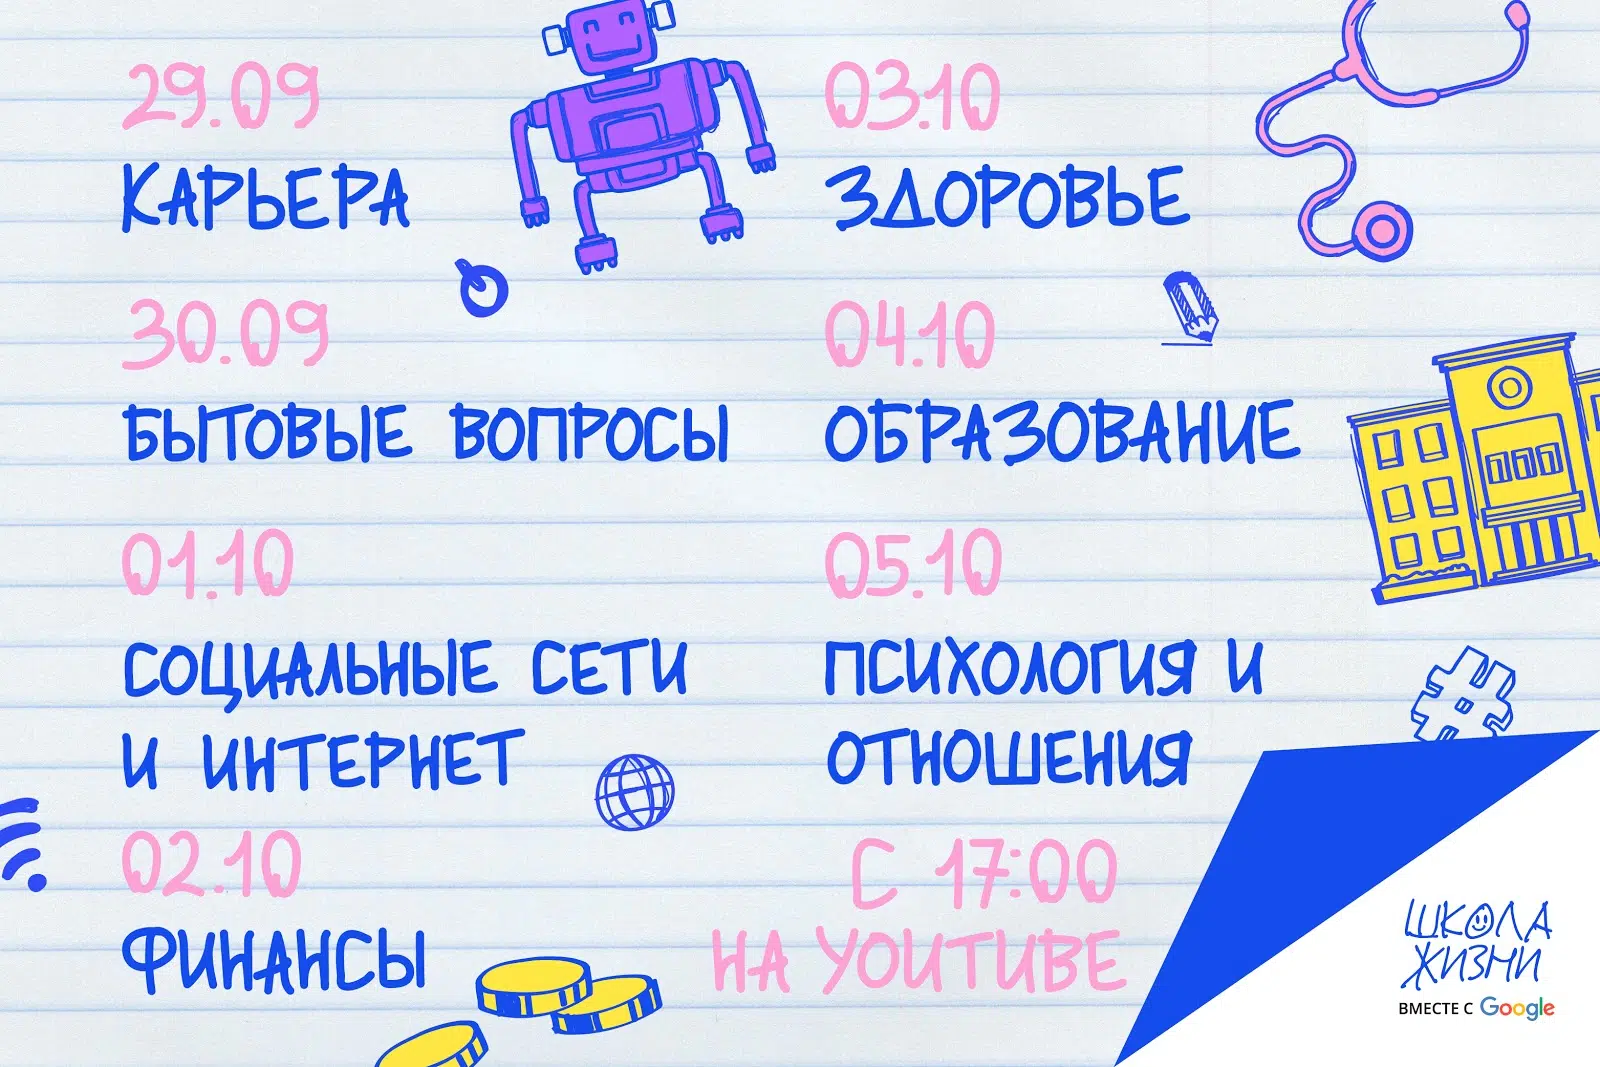 29.09
КАРЬЕРА
30.09
БЫТОВЫЕ ВОПРОСЫ
01.10
СОЦИАЛЬНЫЕ СЕТИ
И ИНТЕРНЕТ
02.10
ФИНАНСЫ
03.10
ЗДОРОВЬЕ
04.10
ОБРАЗОВАНИЕ
05.10
ПСИХОЛОГИЯ И
ОТНОШЕНИЯ
С 17:00
НА YOUTUBE
ШКОЛА
ЖИЗНИ
ВМЕСТЕ С Google